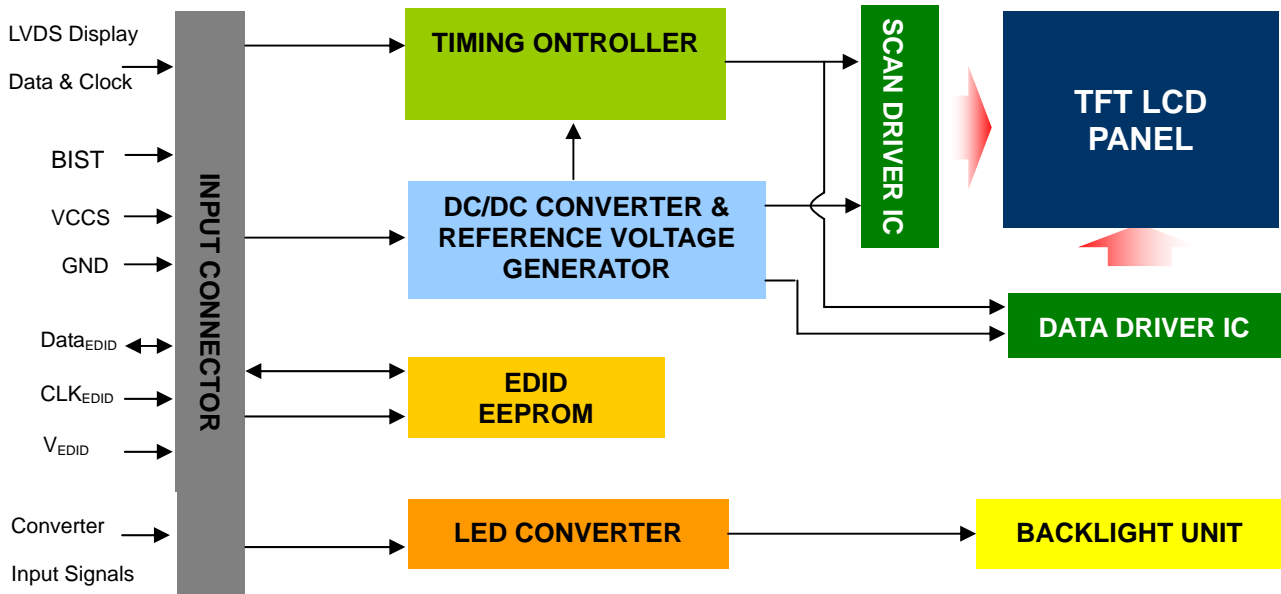 LVDS Display
Data & Clock
BIST
VCCS
GND
DataEDID
CLKEDID
VEDID
Converter
Input Signals
INPUT CONNECTOR
TIMING ONTROLLER
DC/DC CONVERTER &
REFERENCE VOLTAGE
GENERATOR
EDID
EEPROM
LED CONVERTER
SCAN DRIVER IC
TFT LCD
PANEL
DATA DRIVER IC
BACKLIGHT UNIT